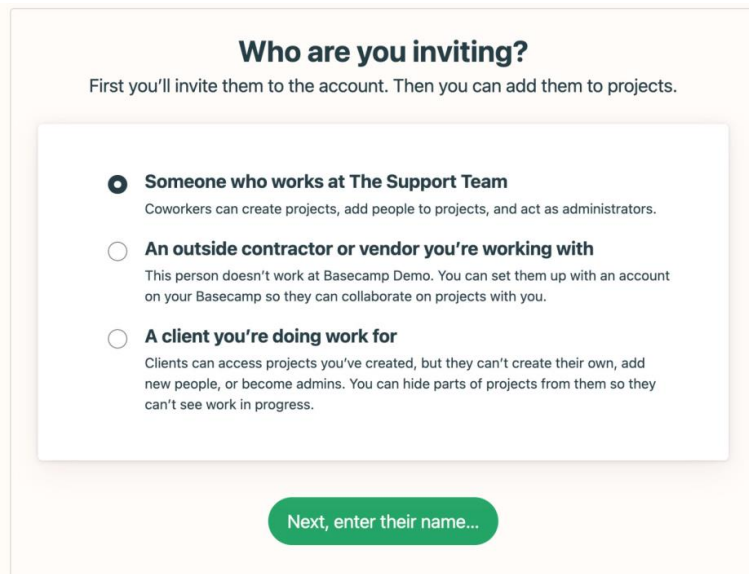 Who are you inviting?
First you’ll invite them to the account. Then you can add them to projects.
Someone who works at The Support Team
Coworkers can create projects, add people to projects, and act as administrators.
An outside contractor or vendor you’re working with
This person doesn’t work at Basecamp Demo. You can set them up with an account
on your Basecamp so they can collaborate on projects with you.
A client you’re doing work for
Clients can access projects you’ve created, but they can’t create their own, add
new people, or become admins. You can hide parts of projects from them so they
can’t see work in progress.
Next, enter their name...